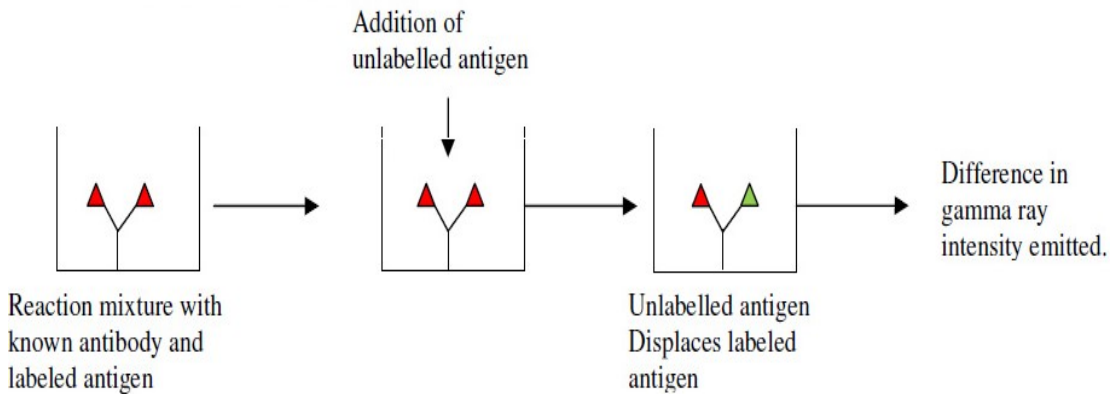 Addition of
unlabelled antigen
Difference in
gamma ray
intensity emitted.
Reaction mixture with
known antibody and
labeled antigen
Unlabelled antigen
Displaces labeled
antigen